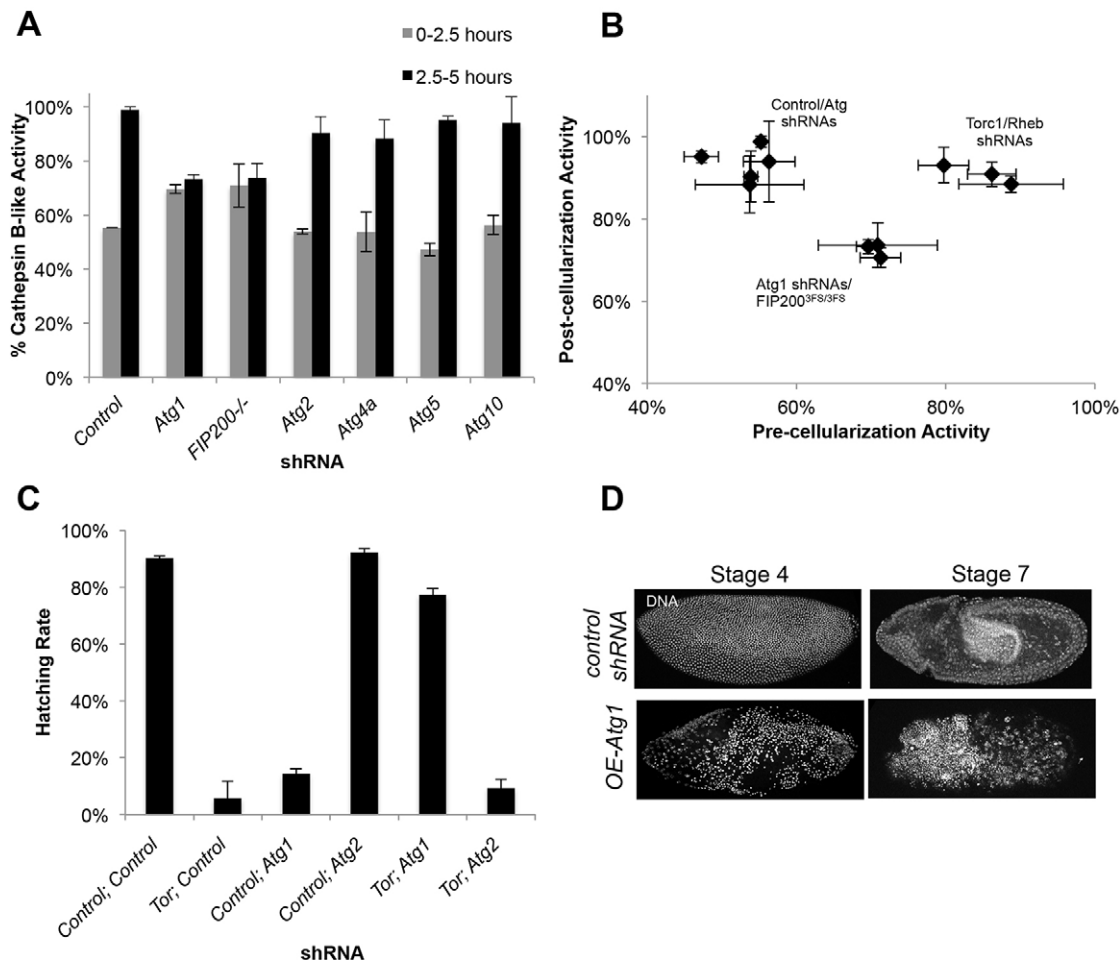 A
0-2.5 hours
2.5-5 hours
% Cathepsin B-like Activity
100%
80%
60%
40%
20%
0%
Control
Atg1
FIP200-/-
Atg2
Atg4a
Atg5
Atg10
shRNA
B
Post-cellularization Activity
100%
80%
60%
40%
Control/Atg
shRNAs
Torc1/Rheb
shRNAs
Atg1 shRNAs/
FIP200³ᶠˢ/³ᶠˢ
40%
60%
80%
100%
Pre-cellularization Activity
C
Hatching Rate
100%
80%
60%
40%
20%
0%
Control; Control
Tor; Control
Control; Atg1
Control; Atg2
Tor; Atg1
Tor; Atg2
shRNA
D
Stage 4
Stage 7
control
shRNA
DNA
OE-Atg1